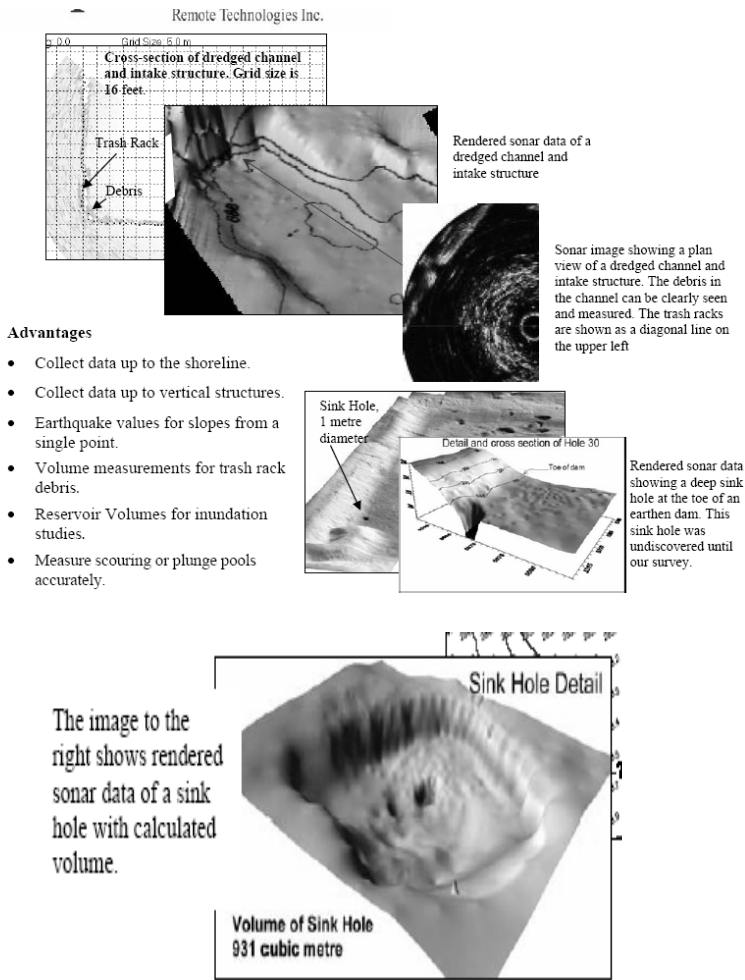 Remote Technologies Inc.
Grid Size 5.0 m
Cross-section of dredged channel
and intake structure. Grid size is
16 feet.
Trash Rack
Debris
680
Rendered sonar data of a
dredged channel and
intake structure
Sonar image showing a plan
view of a dredged channel and
intake structure. The debris in
the channel can be clearly seen
and measured. The trash racks
are shown as a diagonal line on
the upper left
Advantages
• Collect data up to the shoreline.
• Collect data up to vertical structures.
• Earthquake values for slopes from a
single point.
• Volume measurements for trash rack
debris.
• Reservoir Volumes for inundation
studies.
• Measure scouring or plunge pools
accurately.
Sink Hole,
1 metre
diameter
Detail and cross section of Hole 30
Toe of dam
Rendered sonar data
showing a deep sink
hole at the toe of an
earthen dam. This
sink hole was
undiscovered until
our survey.
The image to the
right shows rendered
sonar data of a sink
hole with calculated
volume.
Sink Hole Detail
Volume of Sink Hole
931 cubic metre